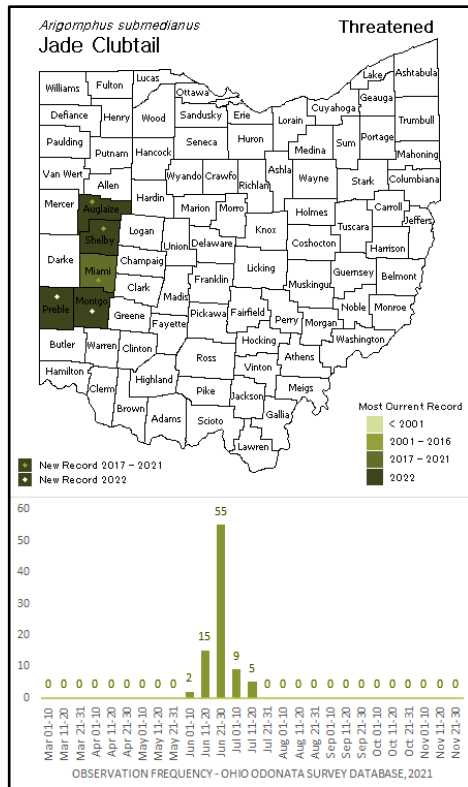 Arigomphus submedianus
Threatened
Jade Clubtail
Williams Fulton Lucas Ottawa Lake Ashtabula
Geauga
Defiance Henry Wood Sandusky Erie Lorain Cuyahoga Trumbull
Paulding Putnam Hancock Seneca Huron Medina Sum Portage Mahoning
Van Wert Allen Wyando Crawfo Richlan Ashla Wayne Stark Columbiana
Mercer Auglaize Hardin Marion Morro Holmes Carroll Jeffers
Shelby Logan Union Delaware Knox Coshocton Tuscara Harrison
Darke Miami Champaig Licking Muskingu Guernsey Belmont
Clark Madis Franklin
Preble Montgo Greene Fayette Pickawa Fairfield Perry Morgan Noble Monroe
Butler Warren Clinton Hocking Washington
Hamilton Clerm Highland Ross Vinton Athens
Brown Adams Pike Jackson Meigs
Scioto Gallia
Lawren
Most Current Record
< 2001
2001 - 2016
2017 - 2021
2022
New Record 2017 - 2021
New Record 2022
60
50
40
30
20
10
0
0 0 0 0 0 0 0 0 0 2 15 55 9 5 0 0 0 0 0 0 0 0 0 0 0 0 0
Mar 01-10
Mar 11-20
Mar 21-31
Apr 01-10
Apr 11-20
Apr 21-30
May 01-10
May 11-20
May 21-31
Jun 01-10
Jun 11-20
Jun 21-30
Jul 01-10
Jul 11-20
Jul 21-31
Aug 01-10
Aug 11-20
Aug 21-31
Sep 01-10
Sep 11-20
Sep 21-30
Oct 01-10
Oct 11-20
Oct 21-31
Nov 01-10
Nov 11-20
Nov 21-30
OBSERVATION FREQUENCY - OHIO ODONATA SURVEY DATABASE, 2021